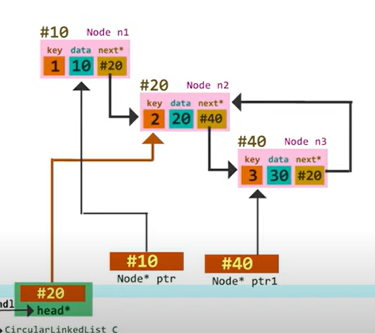 #10 Node n1
key data next*
1 10 #20
#20 Node n2
key data next*
2 20 #40
#40 Node n3
key data next*
3 30 #20
#10 #40
Node* ptr Node* ptr1
#20
head*
CircularLinkedList C